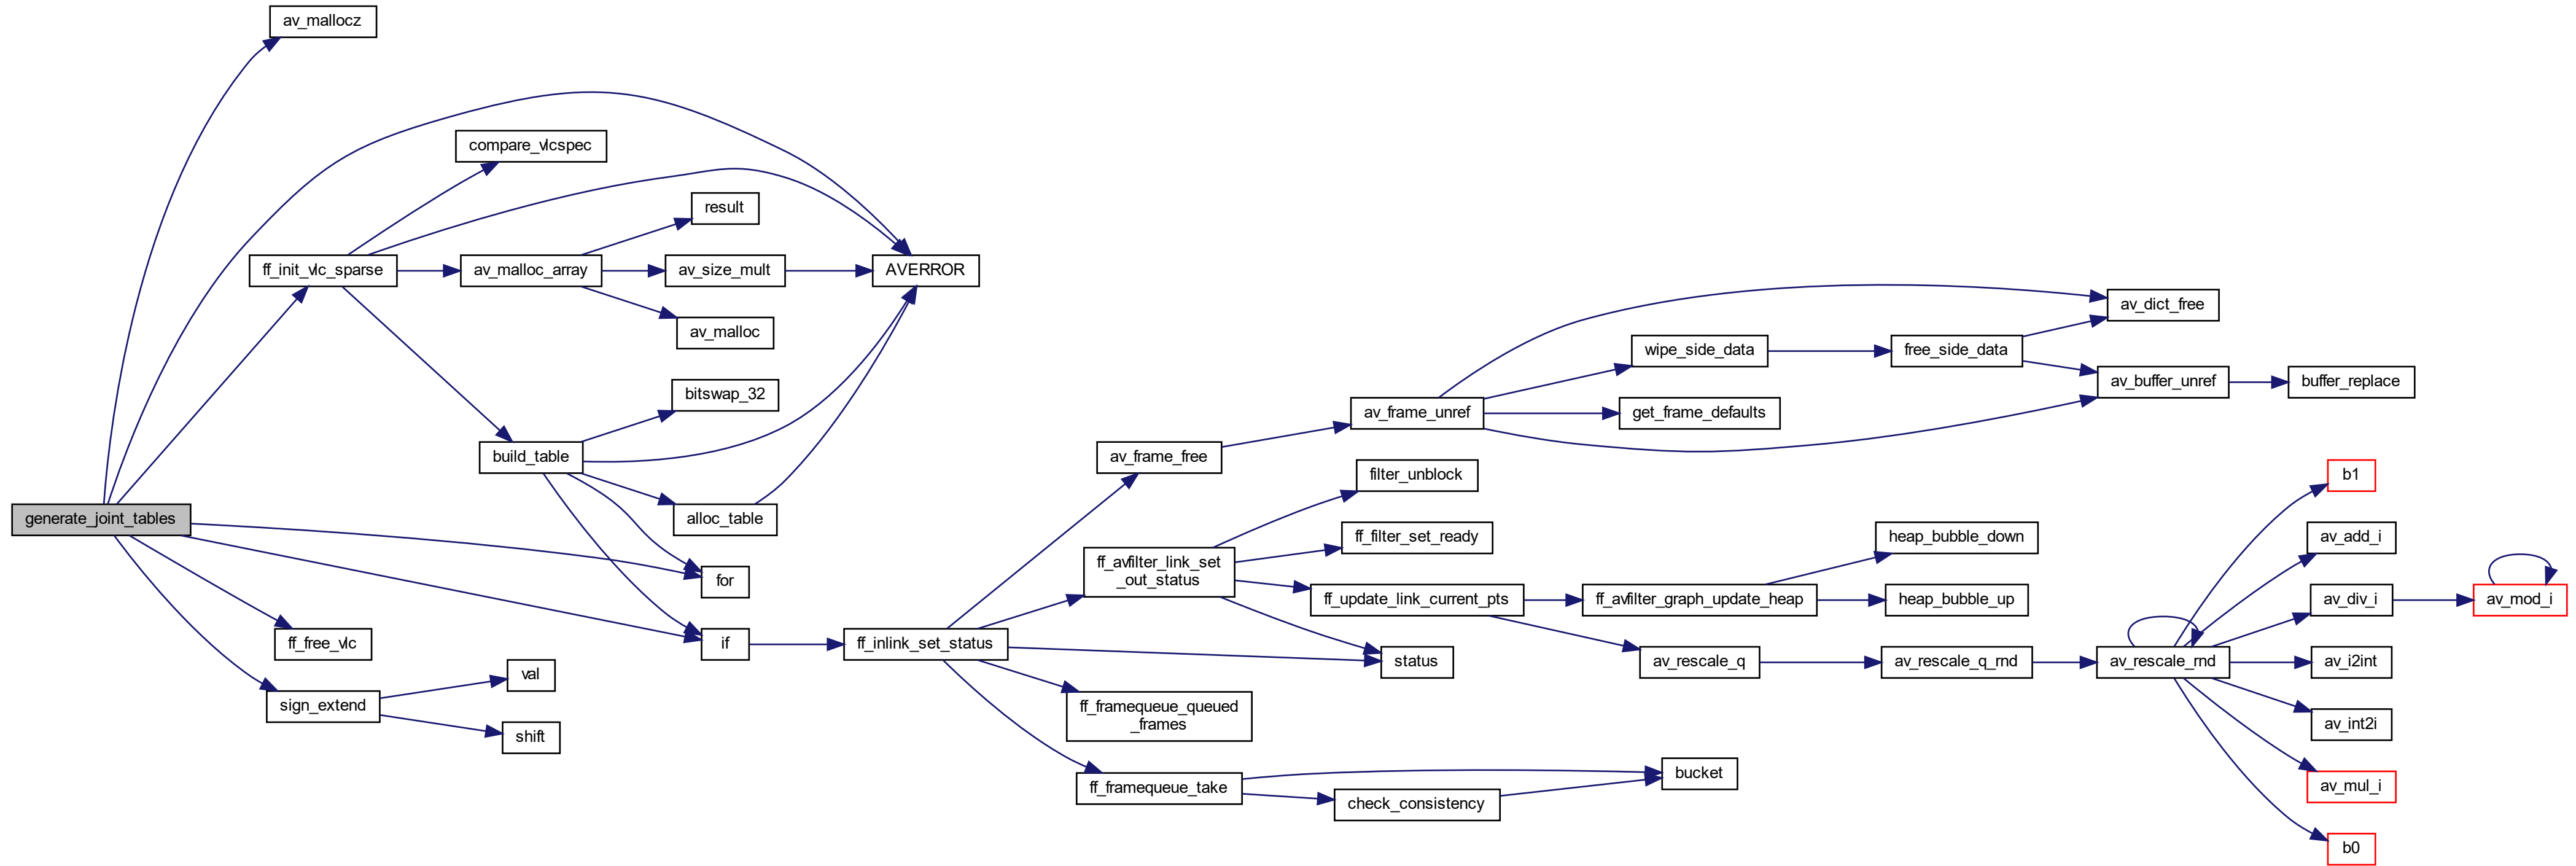 av_mallocz
compare_vlcspec
result
ff_init_vlc_sparse
av_malloc_array
av_size_mult
AVERROR
av_malloc
bitswap_32
build_table
generate_joint_tables
alloc_table
for
ff_free_vlc
if
val
sign_extend
shift
ff_inlink_set_status
av_frame_free
ff_avfilter_link_set
_out_status
ff_framequeue_queued
_frames
ff_framequeue_take
check_consistency
bucket
av_frame_unref
filter_unblock
ff_filter_set_ready
ff_update_link_current_pts
status
wipe_side_data
get_frame_defaults
free_side_data
av_dict_free
av_buffer_unref
buffer_replace
ff_avfilter_graph_update_heap
heap_bubble_down
heap_bubble_up
av_rescale_q
av_rescale_q_rnd
av_rescale_rnd
b1
av_add_i
av_div_i
av_mod_i
av_i2int
av_int2i
av_mul_i
b0